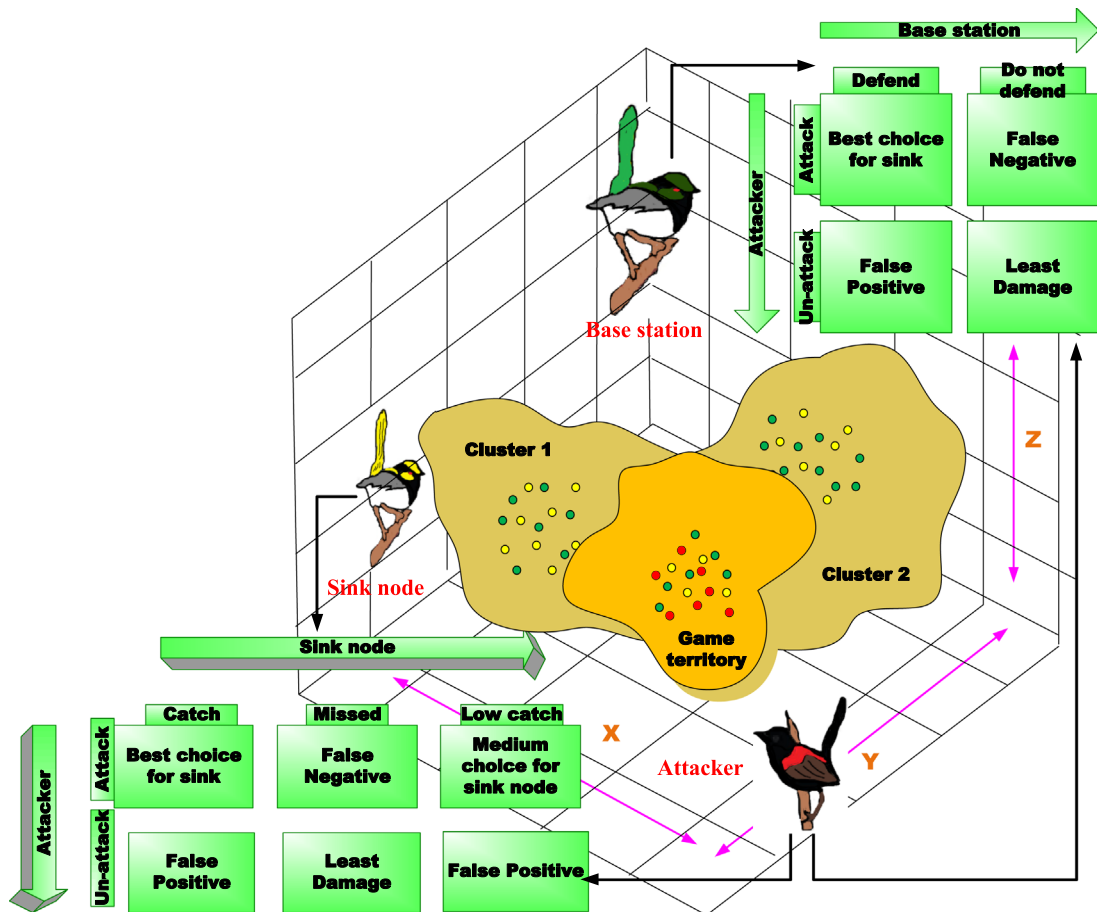 Base station
Defend
Do not
defend
Attacker
Attack
Best choice
for sink
False
Negative
Un-attack
False
Positive
Least
Damage
Base station
Z
Cluster 1
Cluster 2
Sink node
Game
territory
Sink node
X
Y
Attacker
Catch
Missed
Low catch
Attacker
Attack
Best choice
for sink
False
Negative
Medium
choice for
sink node
Un-attack
False
Positive
Least
Damage
False Positive